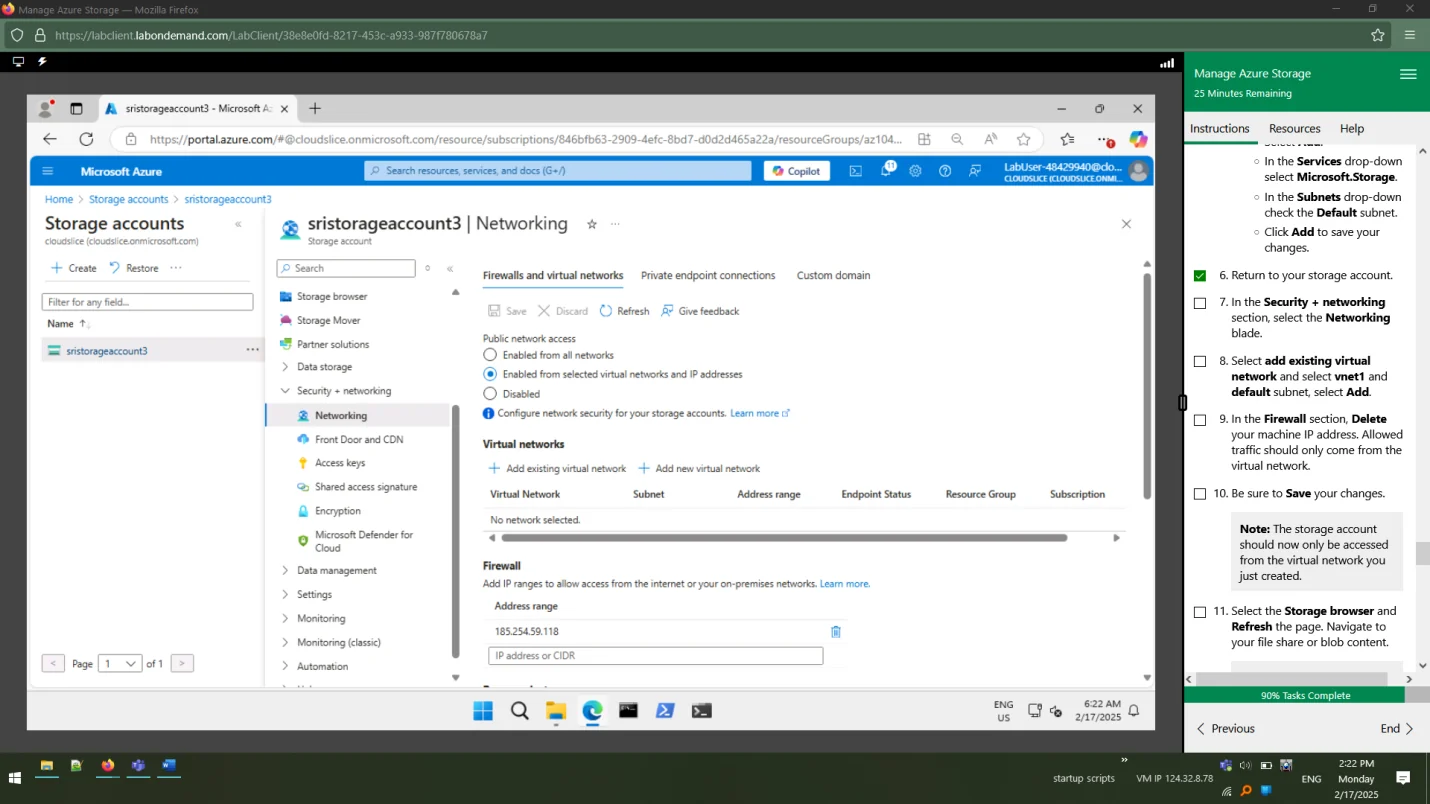 Manage Azure Storage — Mozilla Firefox
https://labclient.labondemand.com/LabClient/38e8e0fd-8217-453c-a933-987f780678a7
sristorageaccount3 - Microsoft Az
https://portal.azure.com/#@cloudslice.onmicrosoft.com/resource/subscriptions/846bfb63-2909-4efc-8bd7-d0d2d465a22a/resourceGroups/az104...
Microsoft Azure
Search resources, services, and docs (G+/)
Copilot
11
LabUser-48429940@clo...
CLOUDSLICE (CLOUDSLICE.ONMI...
Home > Storage accounts > sristorageaccount3
Storage accounts
cloudslice (cloudslice.onmicrosoft.com)
Create Restore ...
Filter for any field...
Name
sristorageaccount3 ...
Page 1 of 1
sristorageaccount3 | Networking
Storage account
Search
Storage browser
Storage Mover
Partner solutions
Data storage
Security + networking
Networking
Front Door and CDN
Access keys
Shared access signature
Encryption
Microsoft Defender for
Cloud
Data management
Settings
Monitoring
Monitoring (classic)
Automation
Firewalls and virtual networks Private endpoint connections Custom domain
Save Discard Refresh Give feedback
Public network access
Enabled from all networks
Enabled from selected virtual networks and IP addresses
Disabled
Configure network security for your storage accounts. Learn more
Virtual networks
Add existing virtual network Add new virtual network
Virtual Network Subnet Address range Endpoint Status Resource Group Subscription
No network selected.
Firewall
Add IP ranges to allow access from the internet or your on-premises networks. Learn more.
Address range
185.254.59.118
IP address or CIDR
ENG
US
6:22 AM
2/17/2025
Manage Azure Storage
25 Minutes Remaining
Instructions Resources Help
Select Add.
In the Services drop-down
select Microsoft.Storage.
In the Subnets drop-down
check the Default subnet.
Click Add to save your
changes.
6. Return to your storage account.
7. In the Security + networking
section, select the Networking
blade.
8. Select add existing virtual
network and select vnet1 and
default subnet, select Add.
9. In the Firewall section, Delete
your machine IP address. Allowed
traffic should only come from the
virtual network.
10. Be sure to Save your changes.
Note: The storage account
should now only be accessed
from the virtual network you
just created.
11. Select the Storage browser and
Refresh the page. Navigate to
your file share or blob content.
90% Tasks Complete
Previous End
startup scripts VM IP 124.32.8.78
ENG
2:22 PM
Monday
2/17/2025